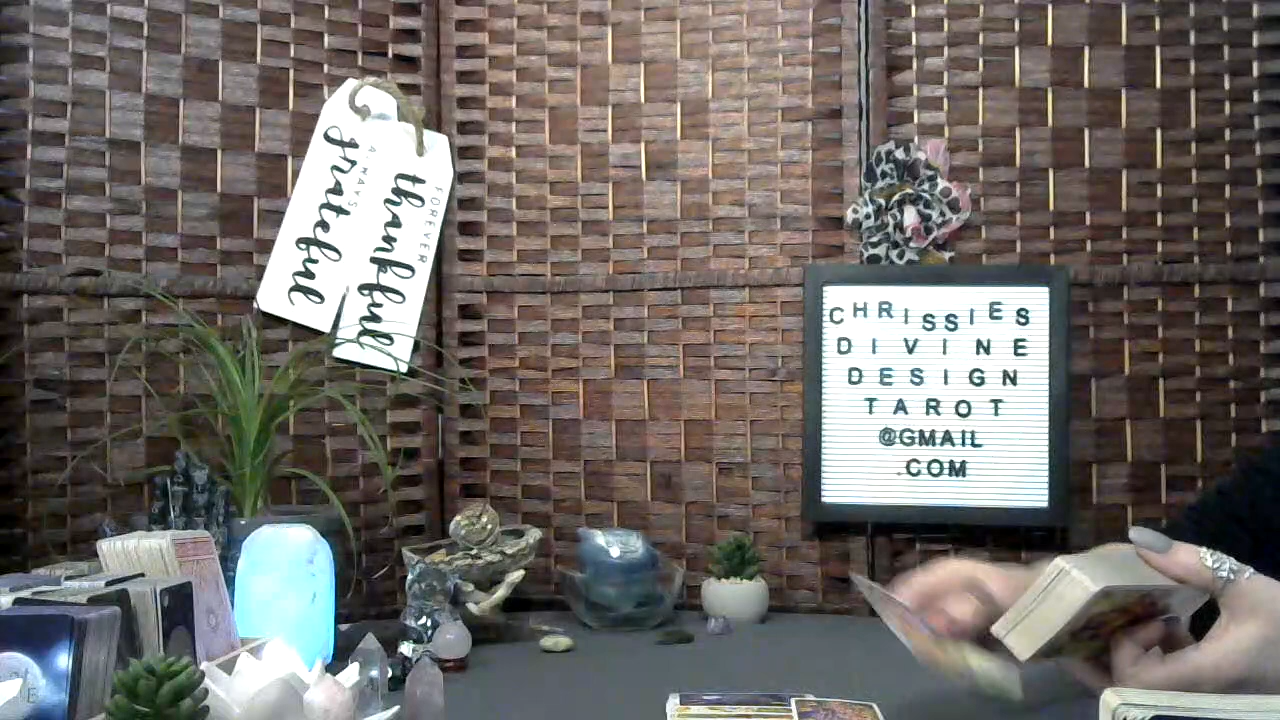 FOREVER
thankful
ALWAYS
grateful
CHRISSIES
DIVINE
DESIGN
TAROT
@GMAIL
.COM